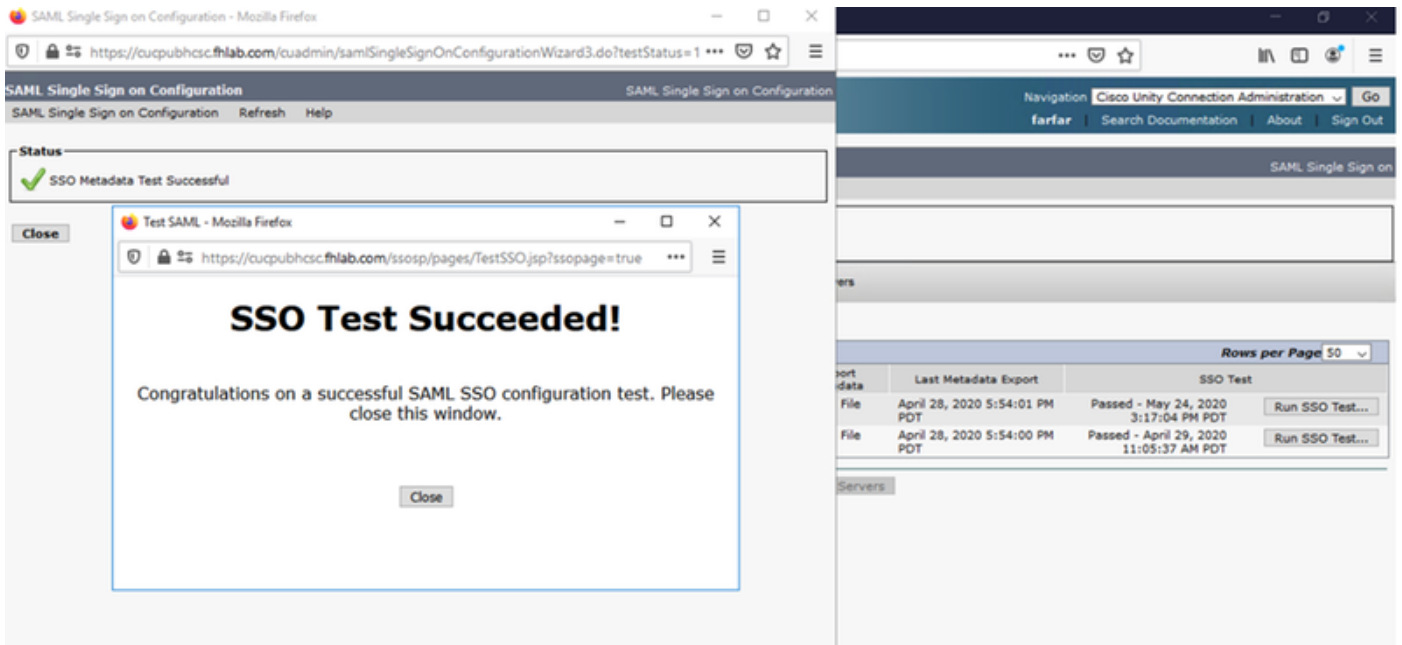 SAML Single Sign on Configuration - Mozilla Firefox
https://cucpubhcsc.fhlab.com/cuadmin/samlSingleSignOnConfigurationWizard3.do?testStatus=1
SAML Single Sign on Configuration
SAML Single Sign on Configuration
SAML Single Sign on Configuration Refresh Help
Status
SSO Metadata Test Successful
Close
Test SAML - Mozilla Firefox
https://cucpubhcsc.fhlab.com/ssosp/pages/TestSSO.jsp?ssopage=true
SSO Test Succeeded!
Congratulations on a successful SAML SSO configuration test. Please
close this window.
Close
Navigation Cisco Unity Connection Administration Go
farfar Search Documentation About Sign Out
SAML Single Sign on
ers
Rows per Page 50
port
data
Last Metadata Export
SSO Test
File
April 28, 2020 5:54:01 PM
PDT
Passed - May 24, 2020
3:17:04 PM PDT
Run SSO Test...
File
April 28, 2020 5:54:00 PM
PDT
Passed - April 29, 2020
11:05:37 AM PDT
Run SSO Test...
Servers